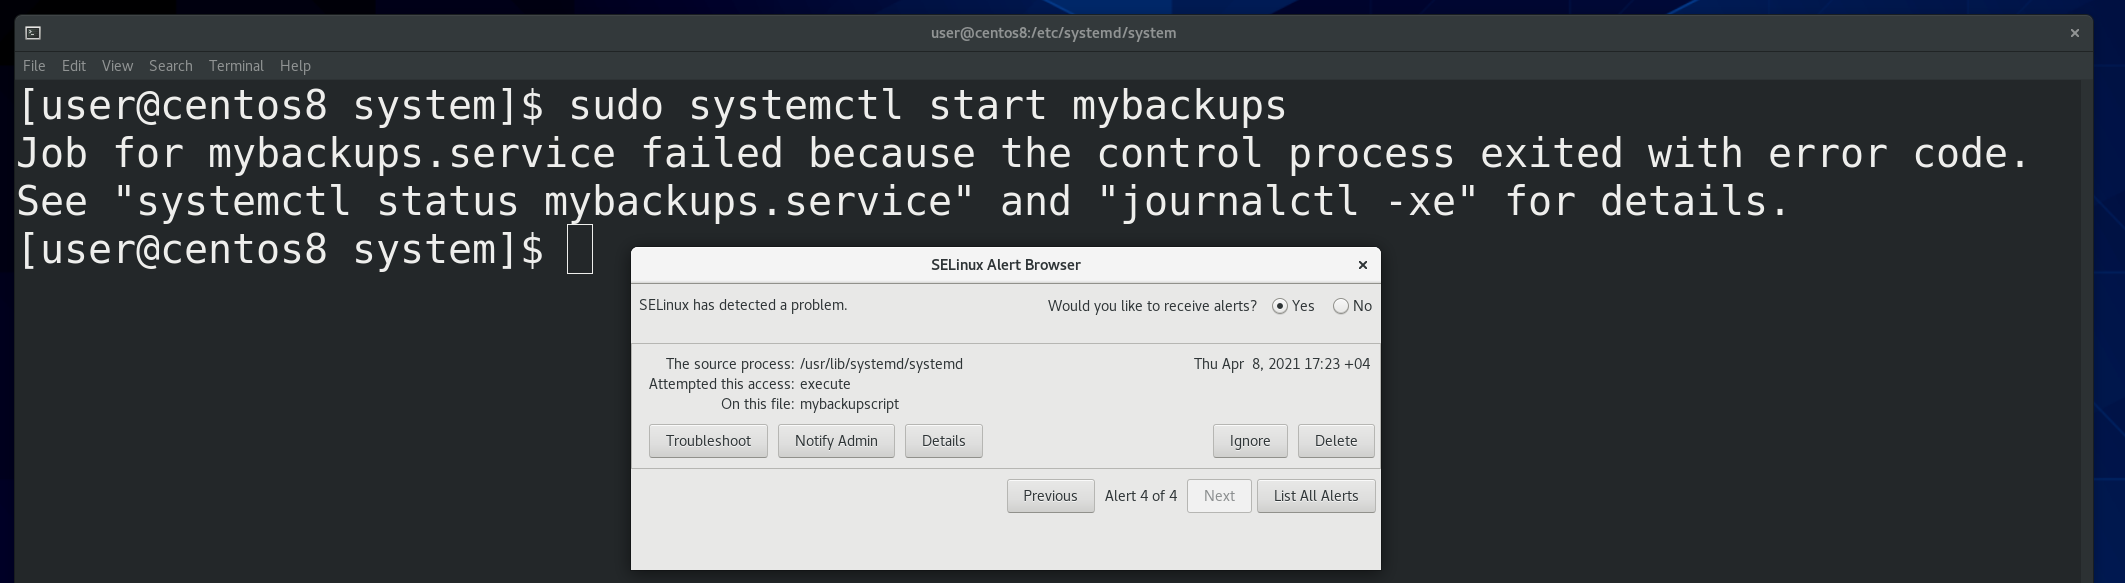 user@centos8:/etc/systemd/system
File Edit View Search Terminal Help
[user@centos8 system]$ sudo systemctl start mybackups
Job for mybackups.service failed because the control process exited with error code.
See "systemctl status mybackups.service" and "journalctl -xe" for details.
[user@centos8 system]$
SELinux Alert Browser
SELinux has detected a problem. Would you like to receive alerts? Yes No
The source process: /usr/lib/systemd/systemd Thu Apr 8, 2021 17:23 +04
Attempted this access: execute
On this file: mybackupscript
Troubleshoot Notify Admin Details Ignore Delete
Previous Alert 4 of 4 Next List All Alerts